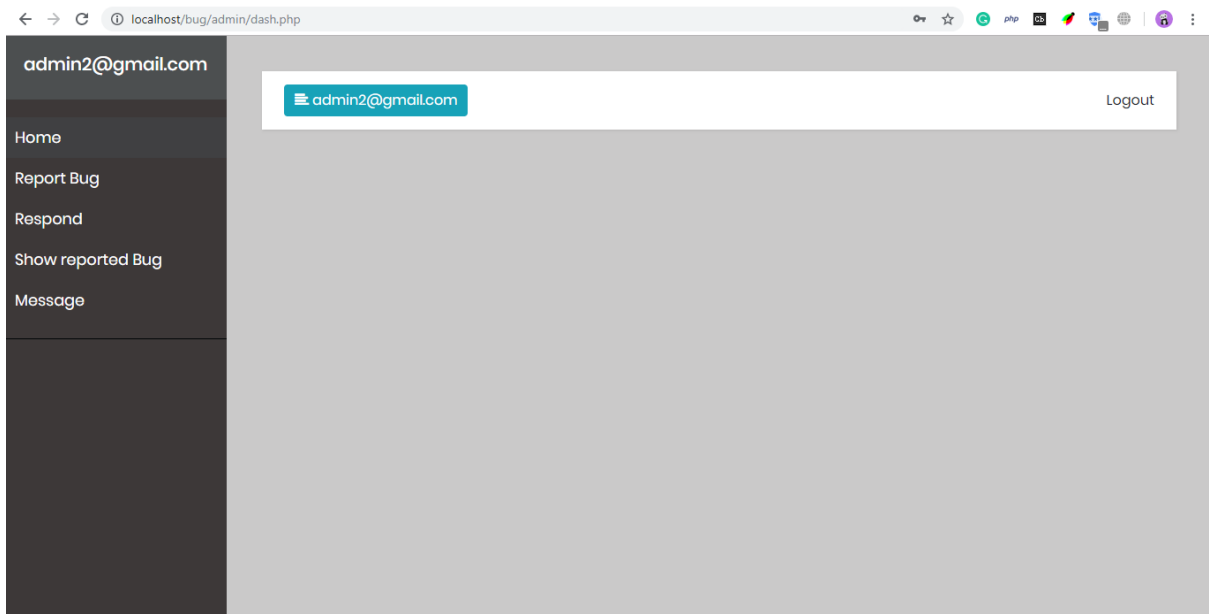 localhost/bug/admin/dash.php
php
Cb
admin2@gmail.com
admin2@gmail.com
Logout
Home
Report Bug
Respond
Show reported Bug
Message